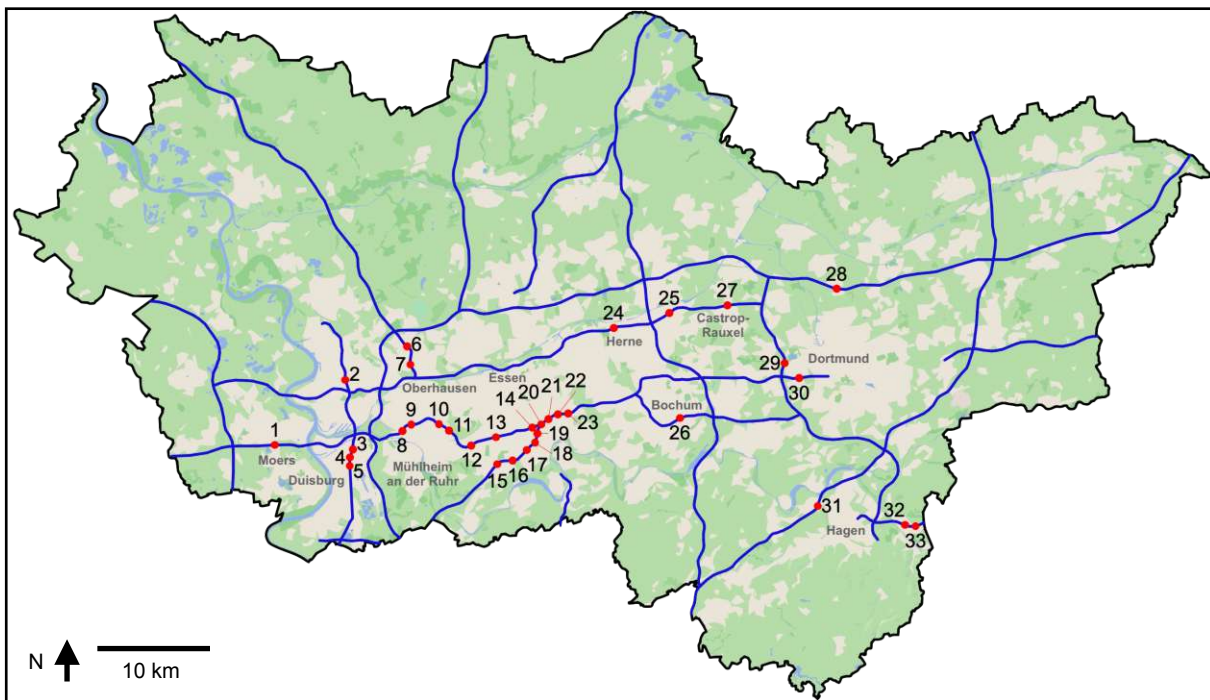 28
25
27
24
Castrop-
Rauxel
6
Herne
7
29
Dortmund
2
Oberhausen
Essen
30
20
21
22
14
Bochum
1
9
10
11
13
23
26
3
8
19
4
Moers
Mühlheim
an der Ruhr
12
18
5
Duisburg
15
16
17
31
32
Hagen
33
N
10 km